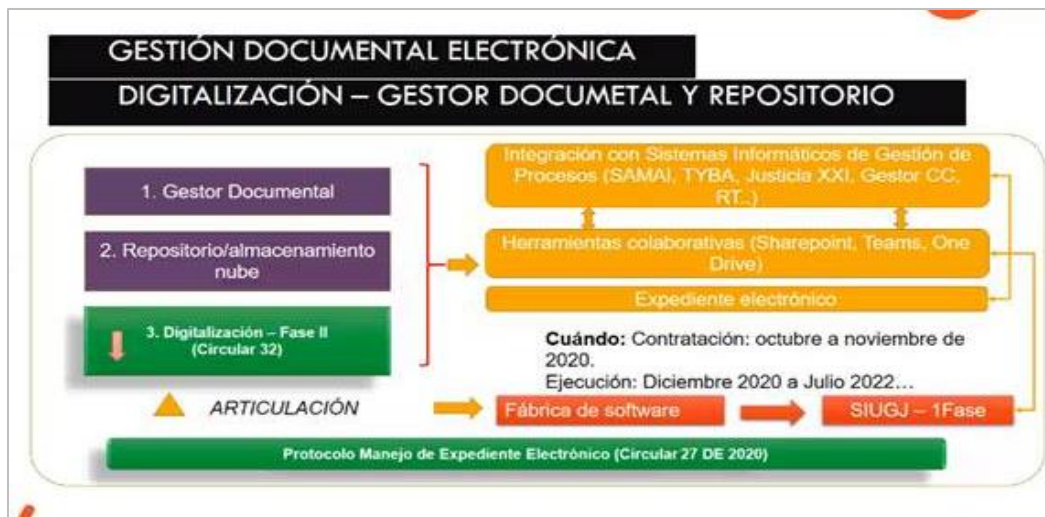 GESTIÓN DOCUMENTAL ELECTRÓNICA
DIGITALIZACIÓN – GESTOR DOCUMETAL Y REPOSITORIO
1. Gestor Documental
2. Repositorio/almacenamiento
nube
3. Digitalización – Fase II
(Circular 32)
Integración con Sistemas Informáticos de Gestión de
Procesos (SAMAI, TYBA, Justicia XXI, Gestor CC,
RT..)
Herramientas colaborativas (Sharepoint, Teams, One
Drive)
Expediente electrónico
Cuándo: Contratación: octubre a noviembre de
2020.
Ejecución: Diciembre 2020 a Julio 2022…
ARTICULACIÓN
Fábrica de software
SIUGJ – 1Fase
Protocolo Manejo de Expediente Electrónico (Circular 27 DE 2020)